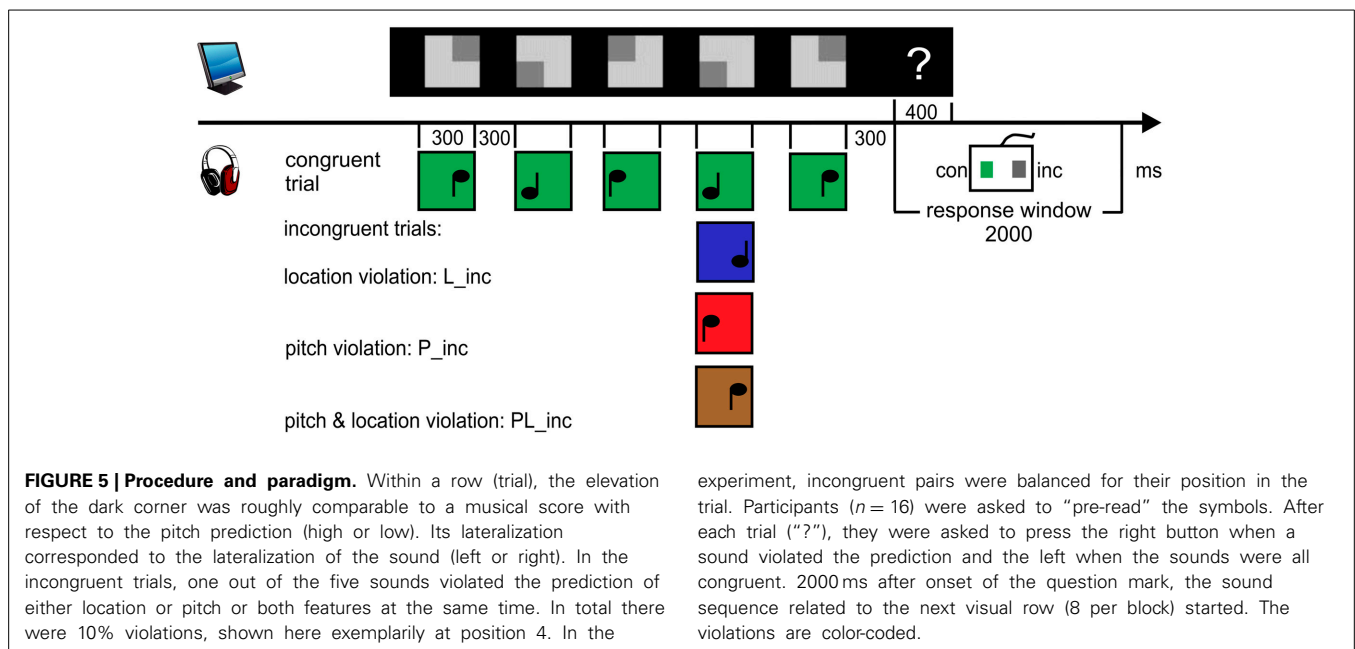 ?
400
300 300
300
congruent
trial
con inc
ms
response window
2000
incongruent trials:
location violation: L_inc
pitch violation: P_inc
pitch & location violation: PL_inc
FIGURE 5 | Procedure and paradigm. Within a row (trial), the elevation
of the dark corner was roughly comparable to a musical score with
respect to the pitch prediction (high or low). Its lateralization
corresponded to the lateralization of the sound (left or right). In the
incongruent trials, one out of the five sounds violated the prediction of
either location or pitch or both features at the same time. In total there
were 10% violations, shown here exemplarily at position 4. In the
experiment, incongruent pairs were balanced for their position in the
trial. Participants (n = 16) were asked to “pre-read” the symbols. After
each trial (“?”), they were asked to press the right button when a
sound violated the prediction and the left when the sounds were all
congruent. 2000 ms after onset of the question mark, the sound
sequence related to the next visual row (8 per block) started. The
violations are color-coded.